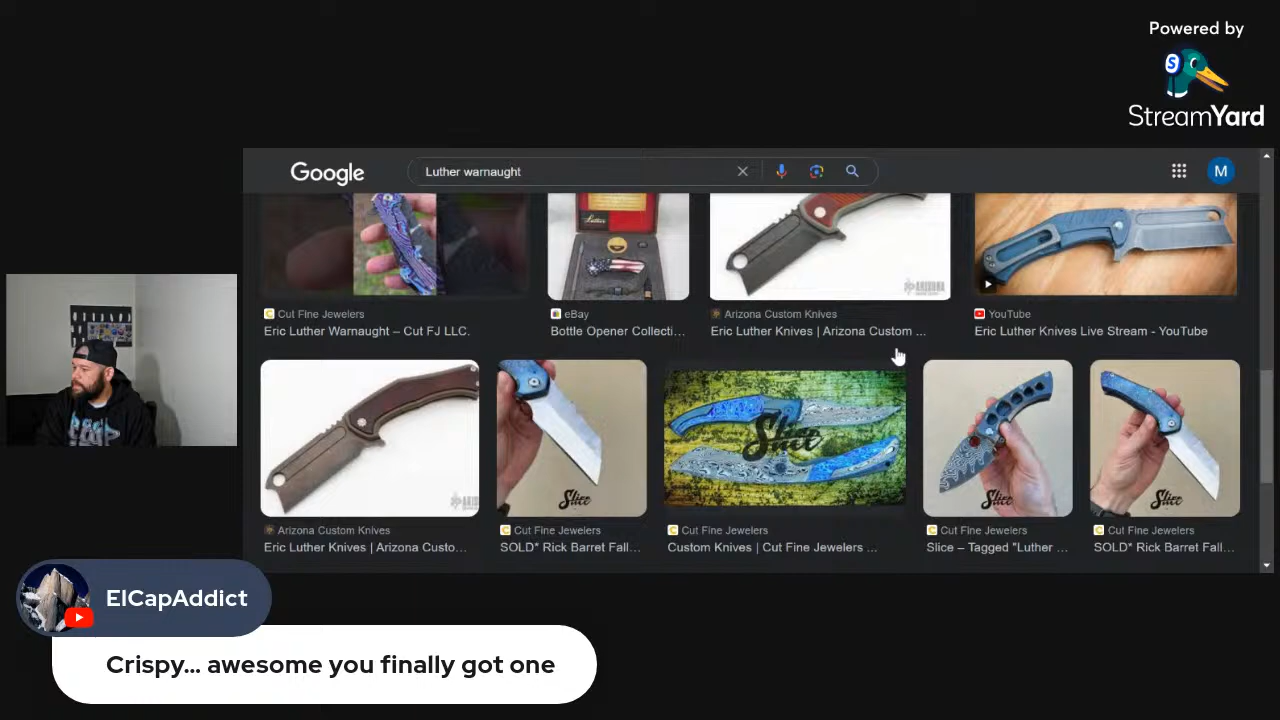 Powered by
S
StreamYard
Google
Luther warnaught
M
Cut Fine Jewelers
Eric Luther Warnaught – Cut FJ LLC.
eBay
Bottle Opener Collecti...
ARIZONA
Arizona Custom Knives
Eric Luther Knives | Arizona Custom ...
YouTube
Eric Luther Knives Live Stream - YouTube
Arizona Custom Knives
Eric Luther Knives | Arizona Custo...
Slice
Cut Fine Jewelers
SOLD* Rick Barret Fall...
Slice
Cut Fine Jewelers
Custom Knives | Cut Fine Jewelers ...
Slice
Cut Fine Jewelers
Slice – Tagged "Luther ...
Slice
Cut Fine Jewelers
SOLD* Rick Barret Fall...
ElCapAddict
Crispy... awesome you finally got one